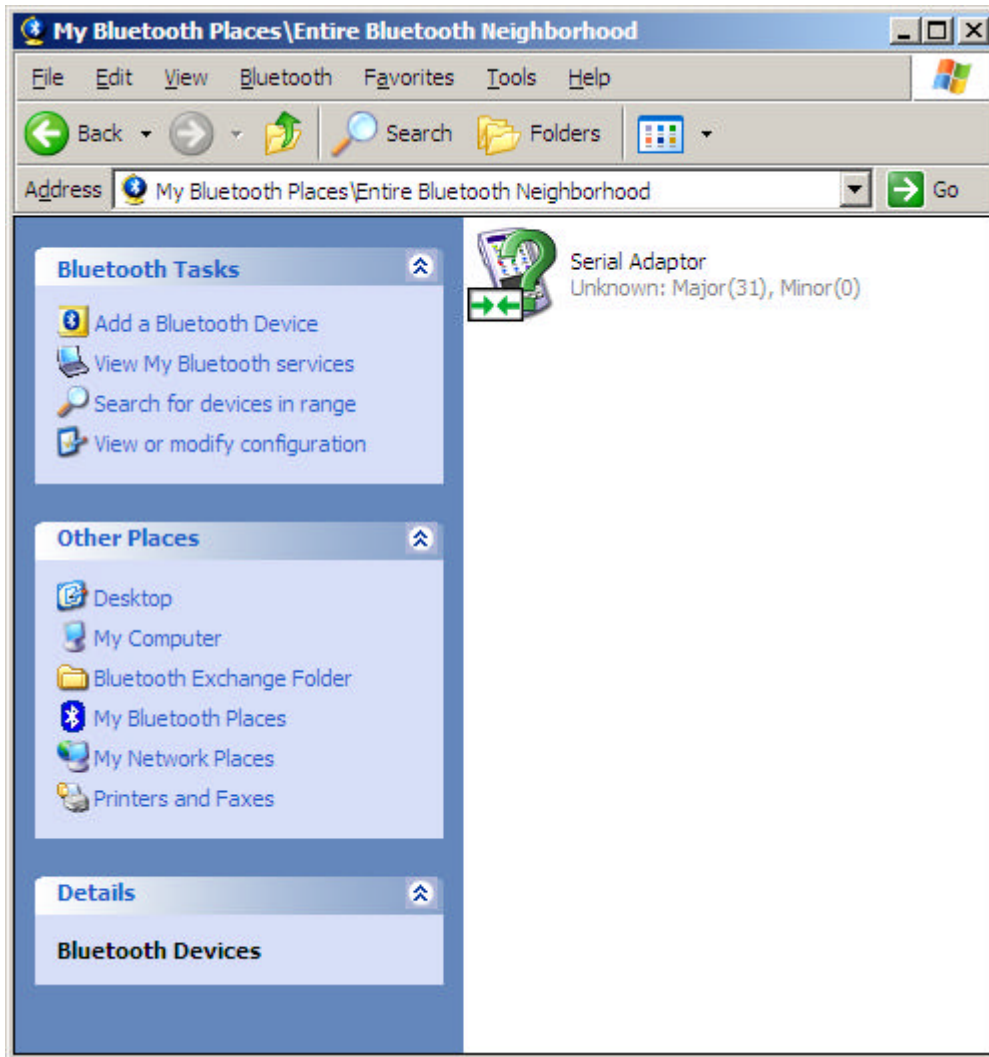 My Bluetooth Places\Entire Bluetooth Neighborhood
File Edit View Bluetooth Favorites Tools Help
Back Search Folders
Address My Bluetooth Places\Entire Bluetooth Neighborhood Go
Bluetooth Tasks
Add a Bluetooth Device
View My Bluetooth services
Search for devices in range
View or modify configuration
Other Places
Desktop
My Computer
Bluetooth Exchange Folder
My Bluetooth Places
My Network Places
Printers and Faxes
Details
Bluetooth Devices
Serial Adaptor
Unknown: Major(31), Minor(0)